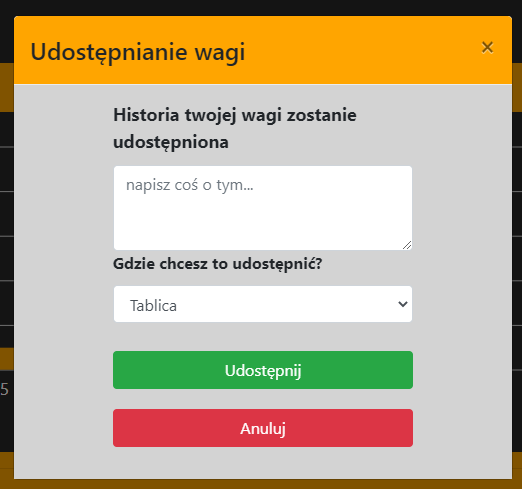 Udostępnianie wagi
×
Historia twojej wagi zostanie
udostępniona
napisz coś o tym...
Gdzie chcesz to udostępnić?
Tablica
Udostępnij
5
Anuluj